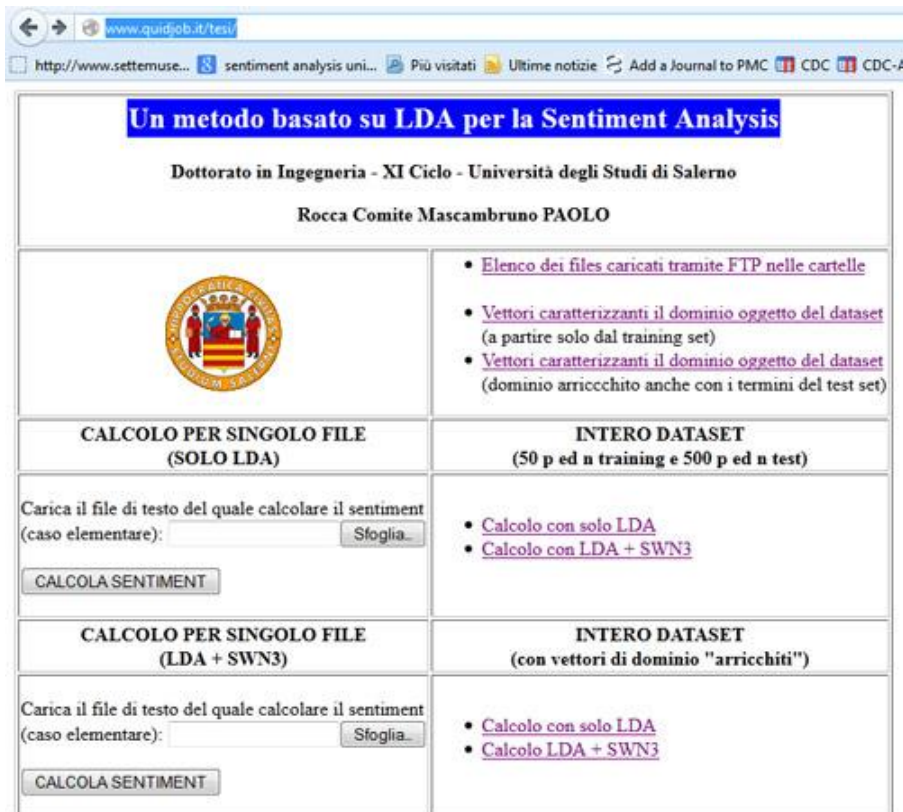 www.quidjob.it/tesi/
http://www.settemuse... sentiment analysis uni... Più visitati Ultime notizie Add a Journal to PMC CDC CDC-A
Un metodo basato su LDA per la Sentiment Analysis
Dottorato in Ingegneria - XI Ciclo - Università degli Studi di Salerno
Rocca Comite Mascambruno PAOLO
HIPPOCRATICA CIVITAS
STUDIUM SALERNI
Elenco dei files caricati tramite FTP nelle cartelle
Vettori caratterizzanti il dominio oggetto del dataset
(a partire solo dal training set)
Vettori caratterizzanti il dominio oggetto del dataset
(dominio arriccchito anche con i termini del test set)
CALCOLO PER SINGOLO FILE
(SOLO LDA)
INTERO DATASET
(50 p ed n training e 500 p ed n test)
Carica il file di testo del quale calcolare il sentiment
(caso elementare): Sfoglia..
CALCOLA SENTIMENT
Calcolo con solo LDA
Calcolo con LDA + SWN3
CALCOLO PER SINGOLO FILE
(LDA + SWN3)
INTERO DATASET
(con vettori di dominio "arricchiti")
Carica il file di testo del quale calcolare il sentiment
(caso elementare): Sfoglia..
CALCOLA SENTIMENT
Calcolo con solo LDA
Calcolo LDA + SWN3